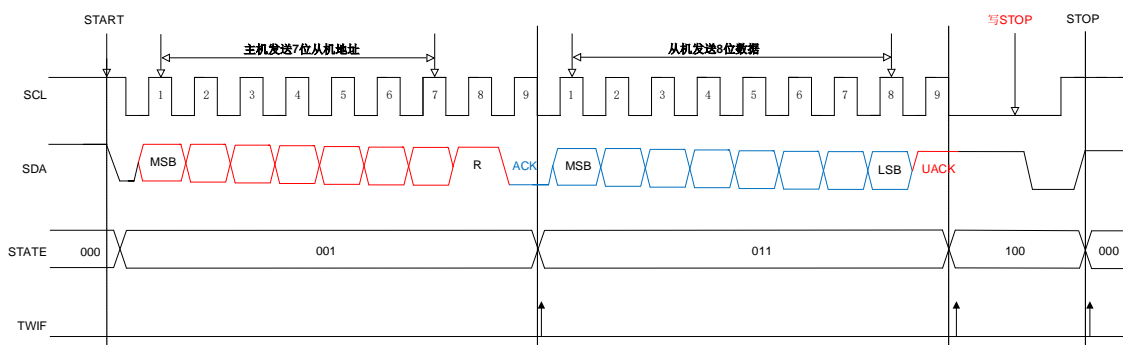 START
写STOP
STOP
主机发送7位从机地址
从机发送8位数据
SCL
1 2 3 4 5 6 7 8 9 1 2 3 4 5 6 7 8 9
SDA
MSB R ACK MSB LSB UACK
STATE
000 001 011 100 000
TWIF